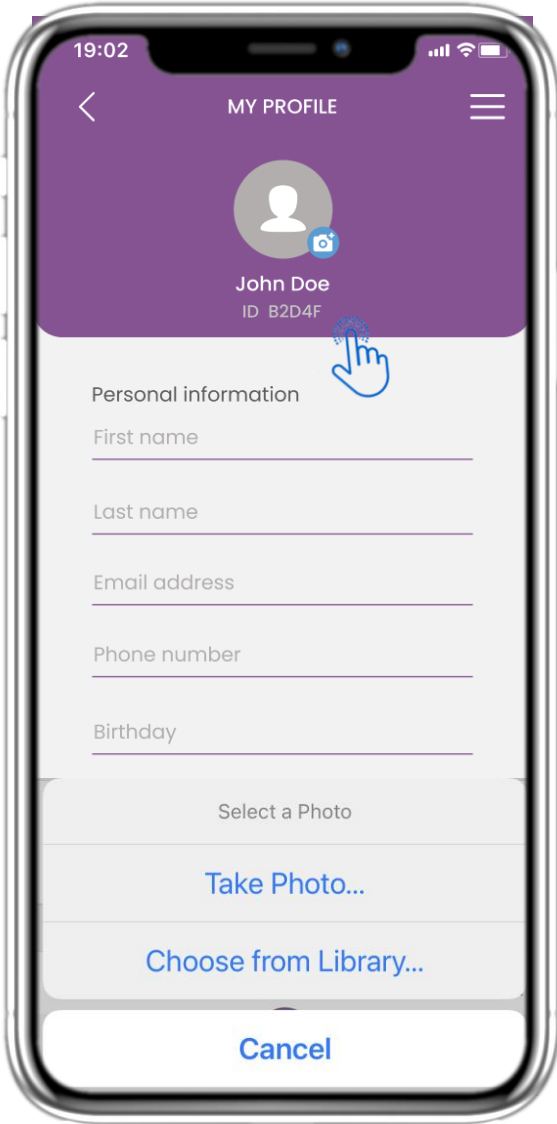 19:02
MY PROFILE
John Doe
ID B2D4F
Personal information
First name
Last name
Email address
Phone number
Birthday
Select a Photo
Take Photo...
Choose from Library...
Cancel